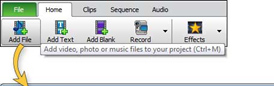 File Home Clips Sequence Audio
Add File Add Text Add Blank Record Effects
Add video, photo or music files to your project (Ctrl+M)